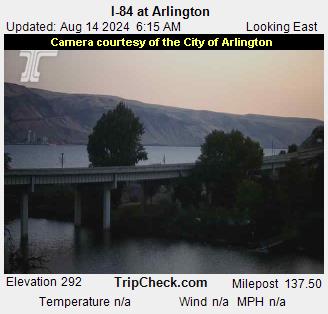 I-84 at Arlington
Updated: Aug 14 2024 6:15 AM Looking East
Camera courtesy of the City of Arlington
Elevation 292 TripCheck.com Milepost 137.50
Temperature n/a Wind n/a MPH n/a